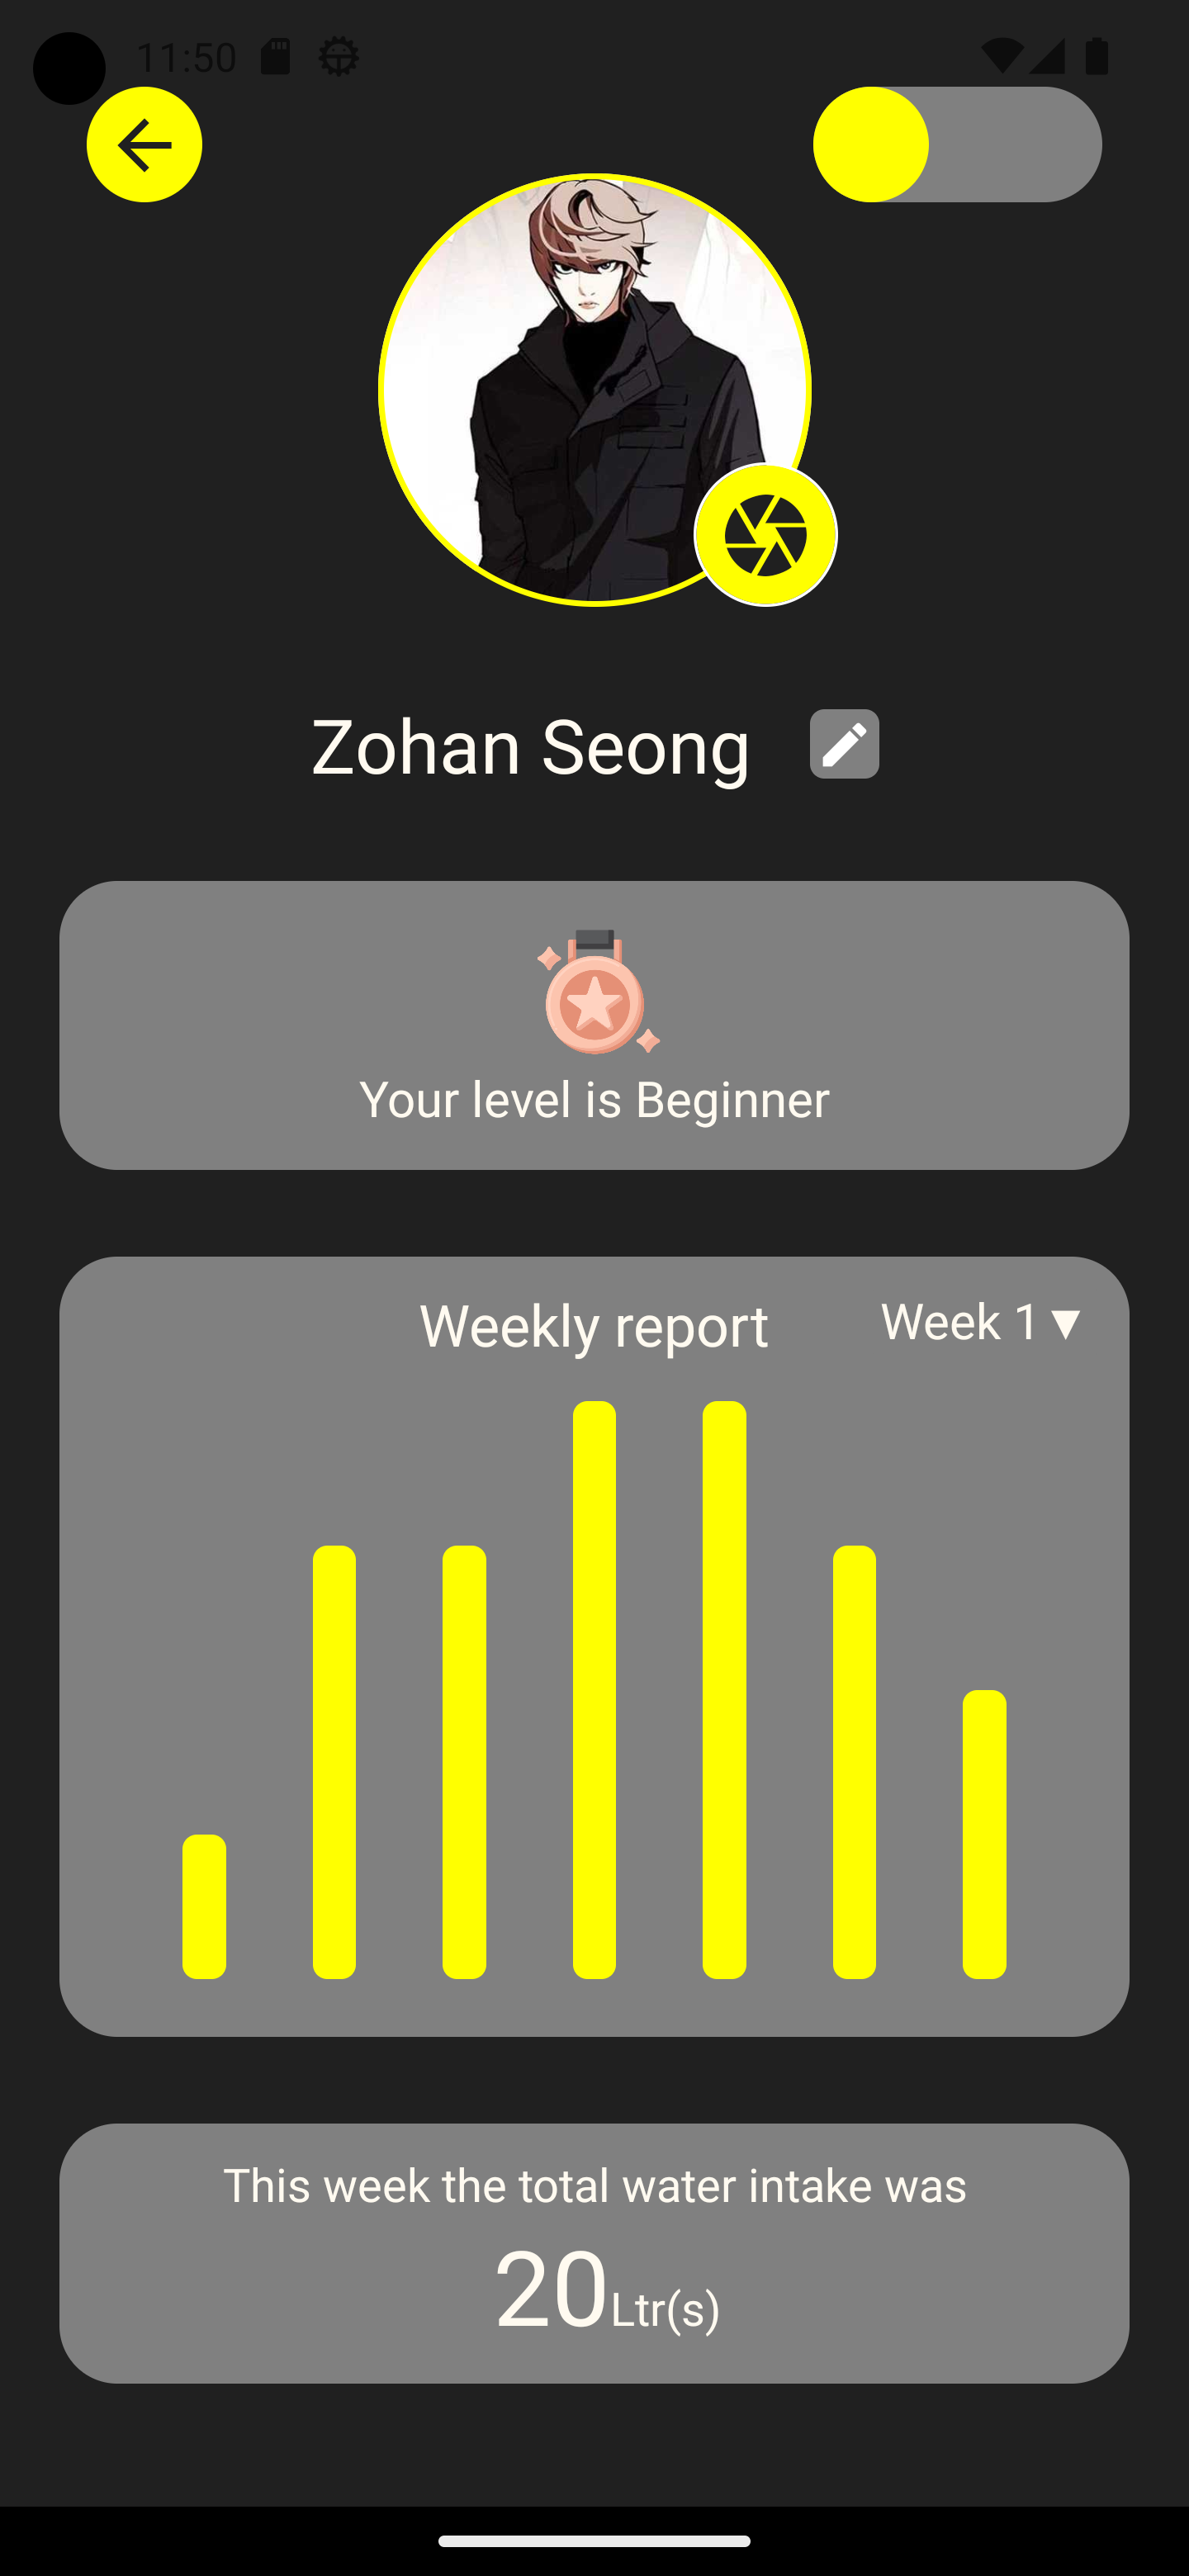 11:50
Zohan Seong
Your level is Beginner
Weekly report
Week 1 ▼
This week the total water intake was
20Ltr(s)